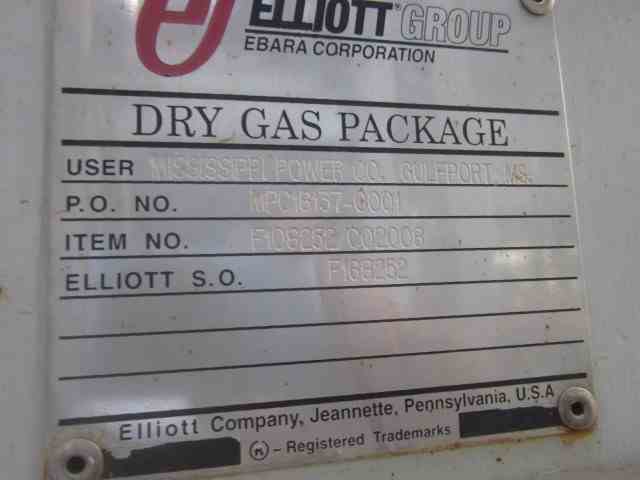 ELLIOTT® GROUP
EBARA CORPORATION
DRY GAS PACKAGE
USER MISSISSIPPI POWER CO. GULFPORT, MS.
P.O. NO.
ITEM NO.
ELLIOTT S.O. F168252
Elliott Company, Jeannette, Pennsylvania, U.S.A
- Registered Trademarks